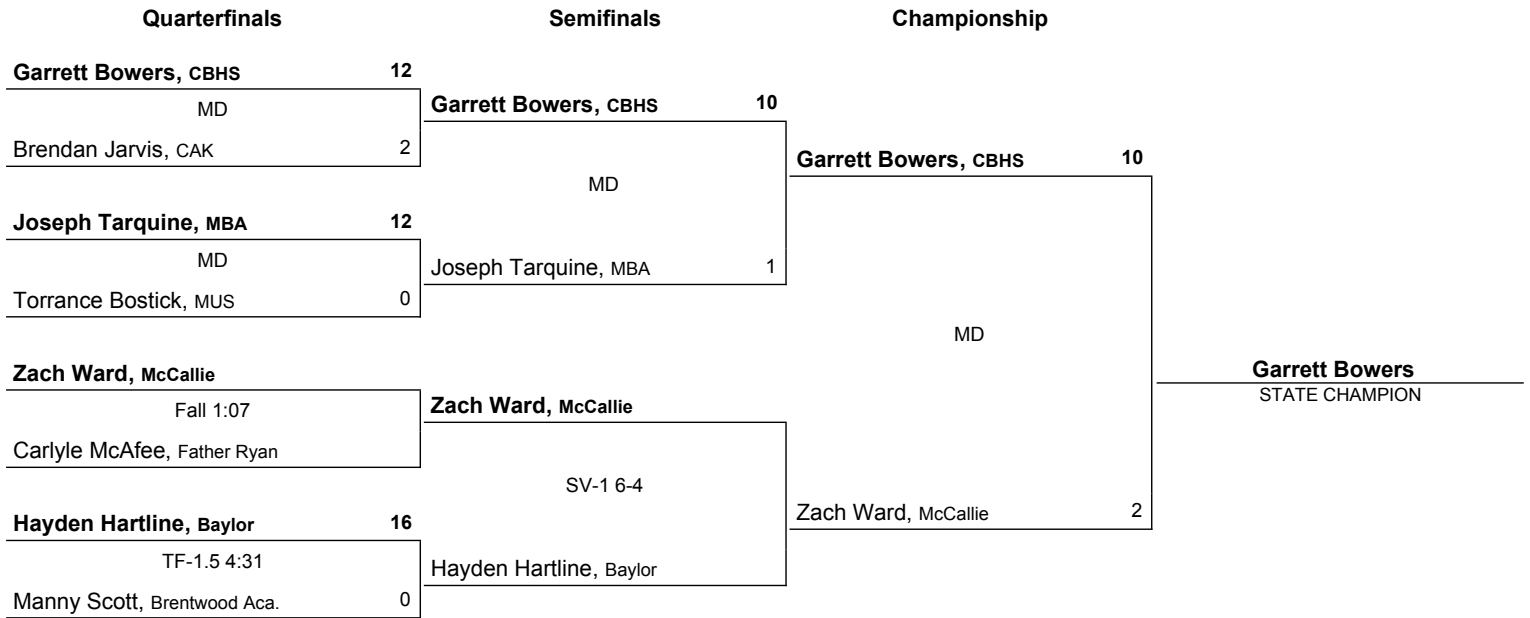 Quarterfinals Semifinals Championship
Garrett Bowers, CBHS 12
MD
Brendan Jarvis, CAK 2
Joseph Tarquine, MBA 12
MD
Torrance Bostick, MUS 0
Zach Ward, McCallie
Fall 1:07
Carlyle McAfee, Father Ryan
Hayden Hartline, Baylor 16
TF-1.5 4:31
Manny Scott, Brentwood Aca. 0
Garrett Bowers, CBHS 10
MD
Joseph Tarquine, MBA 1
Zach Ward, McCallie
SV-1 6-4
Hayden Hartline, Baylor
Garrett Bowers, CBHS 10
MD
Zach Ward, McCallie 2
Garrett Bowers
STATE CHAMPION